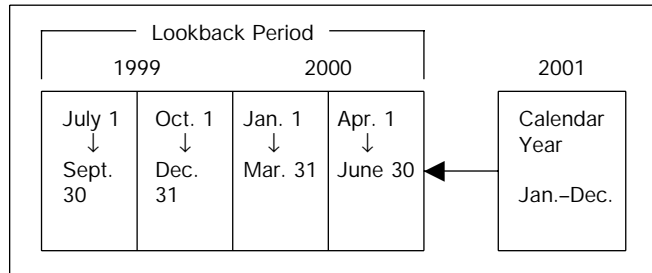 Lookback Period
1999 2000 2001
July 1 Oct. 1 Jan. 1 Apr. 1 Calendar
↓ ↓ ↓ ↓ Year
Sept. Dec. Mar. 31 June 30
30 31 Jan.–Dec.